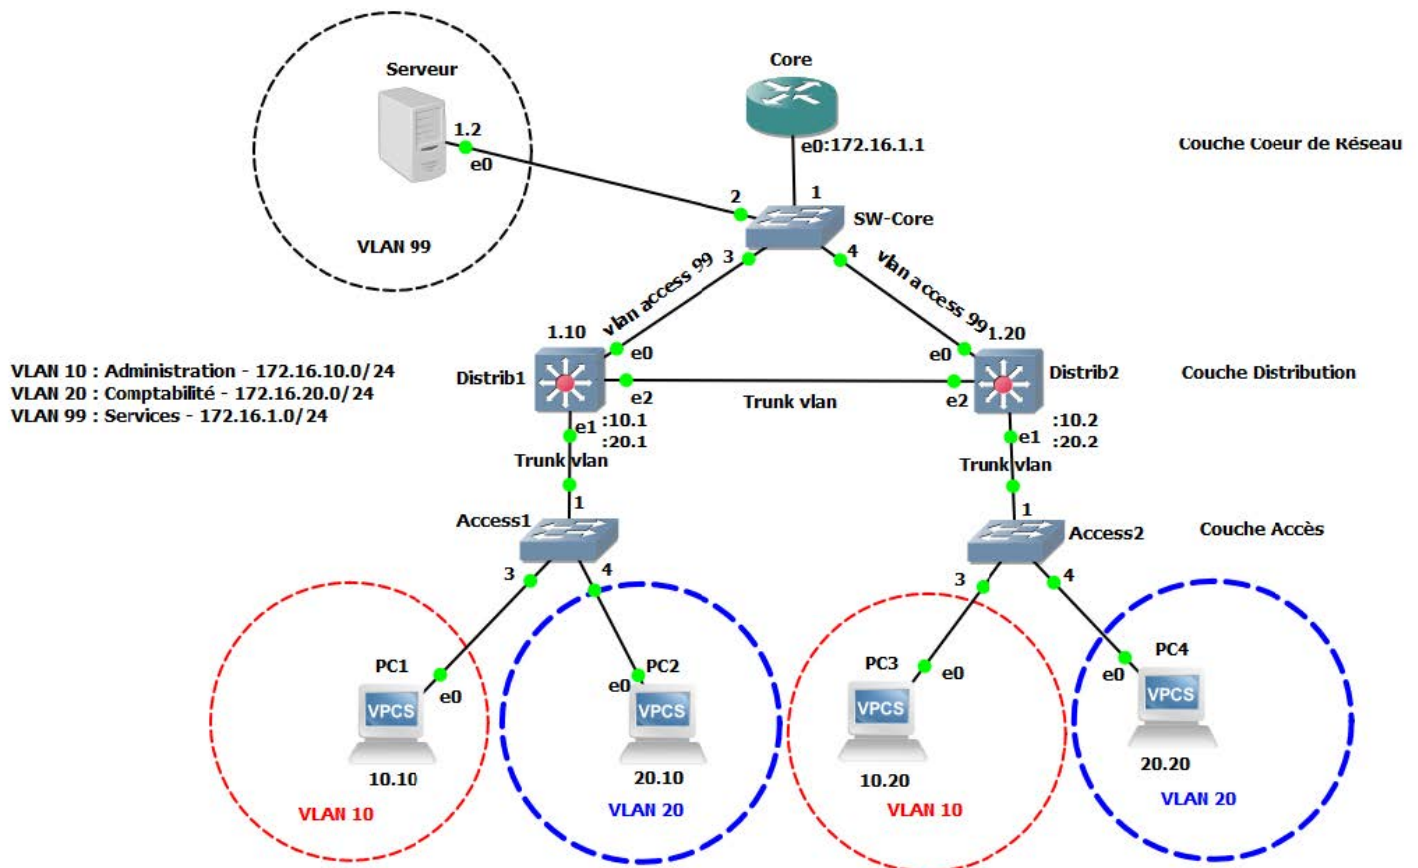 Core
Serveur
1.2
e0
e0:172.16.1.1
Couche Coeur de Réseau
2
1
SW-Core
VLAN 99
3
4
vlan access 99
vlan access 99
1.10
1.20
e0
e0
VLAN 10 : Administration - 172.16.10.0/24
VLAN 20 : Comptabilité - 172.16.20.0/24
VLAN 99 : Services - 172.16.1.0/24
Distrib1
Distrib2
Couche Distribution
e2
Trunk vlan
e2
e1
:10.1
:20.1
e1
:10.2
:20.2
Trunk vlan
Trunk vlan
1
1
Access1
Access2
Couche Accès
3
4
3
4
PC1
PC2
PC3
PC4
e0
e0
e0
e0
VPCS
VPCS
VPCS
VPCS
10.10
20.10
10.20
20.20
VLAN 10
VLAN 20
VLAN 10
VLAN 20